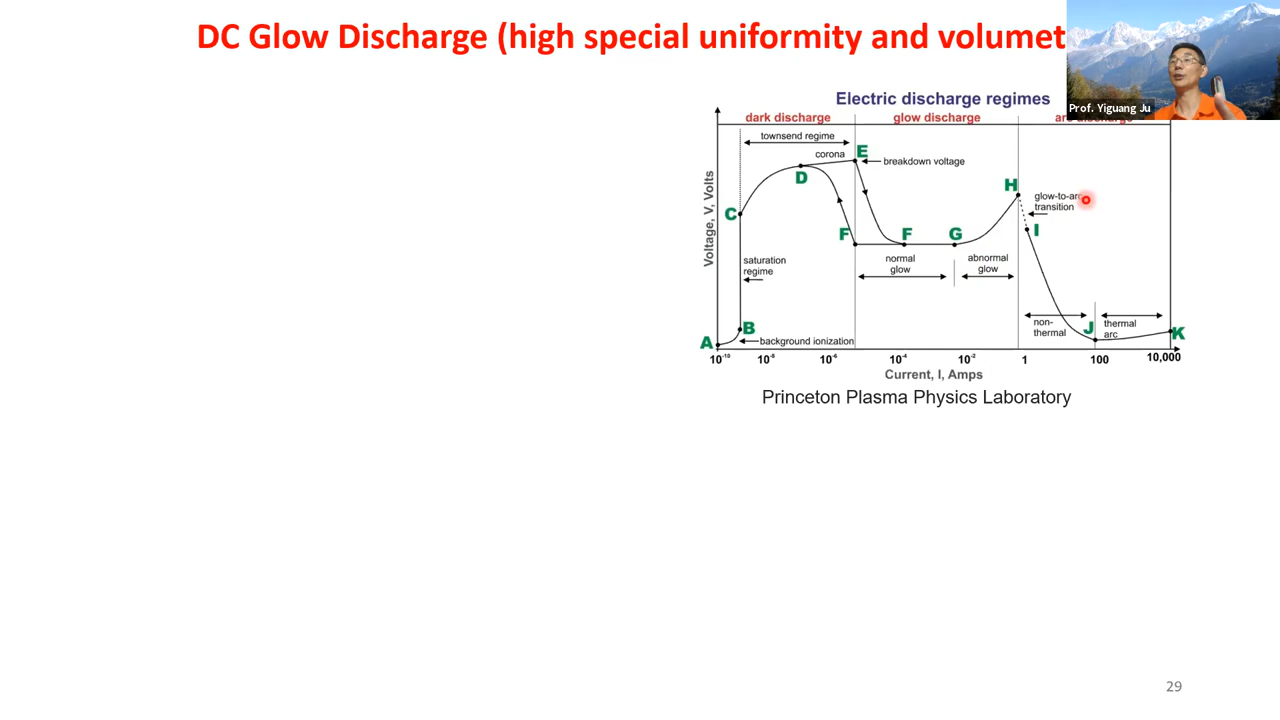 DC Glow Discharge (high special uniformity and volumet
Prof. Yiguang Ju
Electric discharge regimes
dark discharge
glow discharge
townsend regime
corona
E
breakdown voltage
D
H
glow-to-arc
transition
C
F
F
G
I
Voltage, V, Volts
saturation
regime
normal
glow
abnormal
glow
B
J
non-
thermal
thermal
arc
K
A
background ionization
10⁻¹⁰
10⁻⁸
10⁻⁶
10⁻⁴
10⁻²
1
100
10,000
Current, I, Amps
Princeton Plasma Physics Laboratory
29